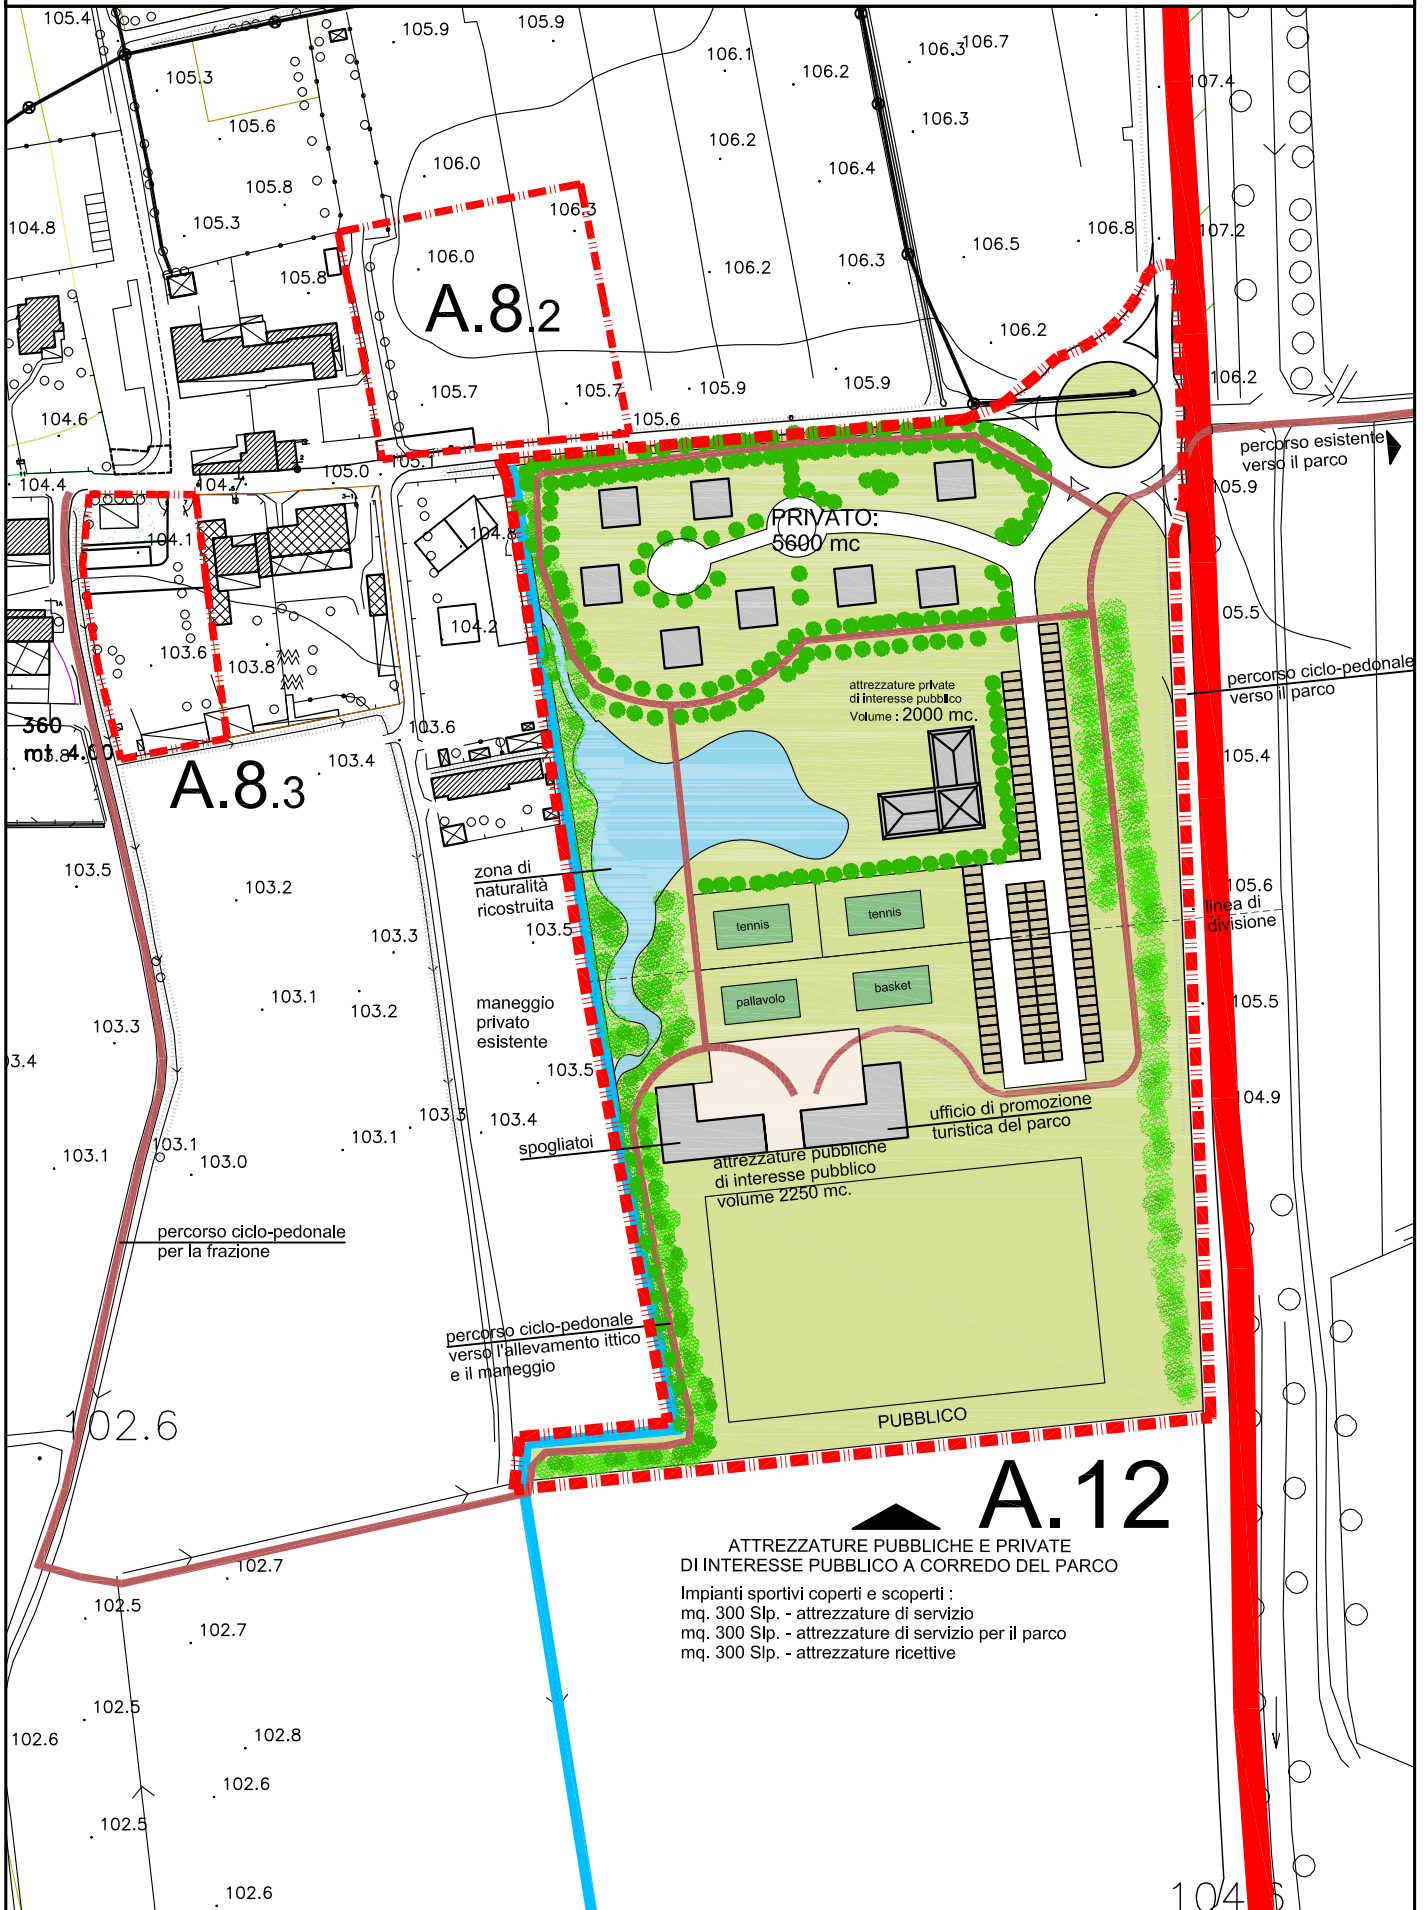 105.4
105.9
105.9
106.1
106.2
106.3
106.7
107.4
105.3
105.6
106.3
106.0
106.2
106.4
105.8
104.8
105.3
106.3
106.8
107.2
106.0
106.5
105.8
106.2
106.3
A.8.2
106.2
105.7
105.7
105.9
105.9
106.2
104.6
105.6
percorso esistente
verso il parco
105.0
105.1
104.4
104.7
105.9
PRIVATO:
5600 mc
104.1
104.8
105.5
104.2
103.6
103.8
percorso ciclo-pedonale
verso il parco
attrezzature private
di interesse pubblico
Volume : 2000 mc.
360
mt 4.00
103.8
103.6
103.4
105.4
A.8.3
103.5
103.2
zona di
naturalità
ricostruita
105.6
linea di
divisione
tennis
tennis
103.5
103.3
103.1
103.2
pallavolo
basket
105.5
maneggio
privato
esistente
103.3
3.4
103.5
104.9
ufficio di promozione
turistica del parco
103.3
103.4
103.1
103.1
103.1
103.0
spogliatoi
attrezzature pubbliche
di interesse pubblico
volume 2250 mc.
percorso ciclo-pedonale
per la frazione
percorso ciclo-pedonale
verso l'allevamento ittico
e il maneggio
102.6
PUBBLICO
A.12
ATTREZZATURE PUBBLICHE E PRIVATE
DI INTERESSE PUBBLICO A CORREDO DEL PARCO
Impianti sportivi coperti e scoperti :
mq. 300 Slp. - attrezzature di servizio
mq. 300 Slp. - attrezzature di servizio per il parco
mq. 300 Slp. - attrezzature ricettive
102.7
102.5
102.7
102.5
102.6
102.8
102.6
102.5
102.6
104.6